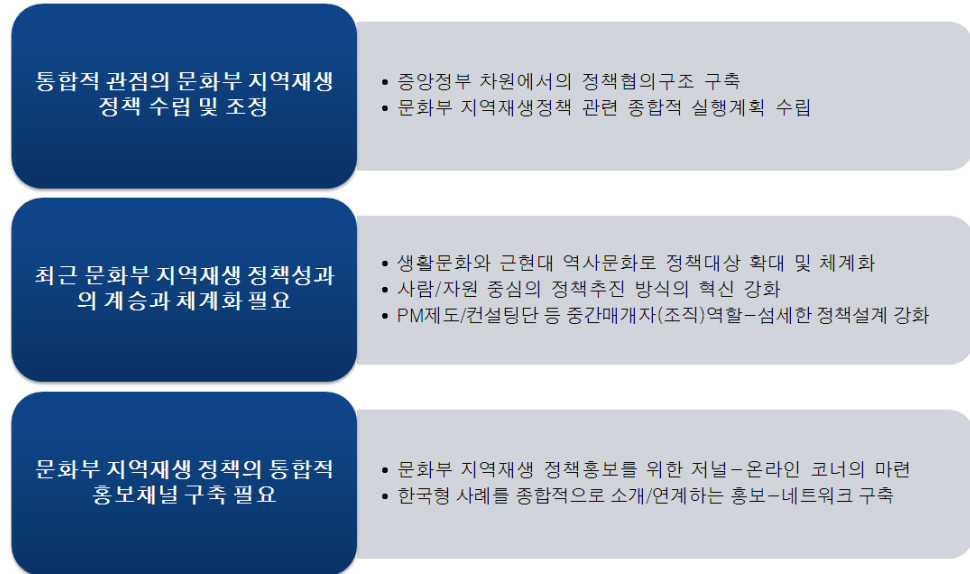 통합적 관점의 문화부 지역재생
정책 수립 및 조정
• 중앙정부 차원에서의 정책협의구조 구축
• 문화부 지역재생정책 관련 종합적 실행계획 수립
최근 문화부 지역재생 정책성과
의 계승과 체계화 필요
• 생활문화와 근현대 역사문화로 정책대상 확대 및 체계화
• 사람/자원 중심의 정책추진 방식의 혁신 강화
• PM제도/컨설팅단 등 중간매개자(조직)역할-섬세한 정책설계 강화
문화부 지역재생 정책의 통합적
홍보채널 구축 필요
• 문화부 지역재생 정책홍보를 위한 저널-온라인 코너의 마련
• 한국형 사례를 종합적으로 소개/연계하는 홍보-네트워크 구축